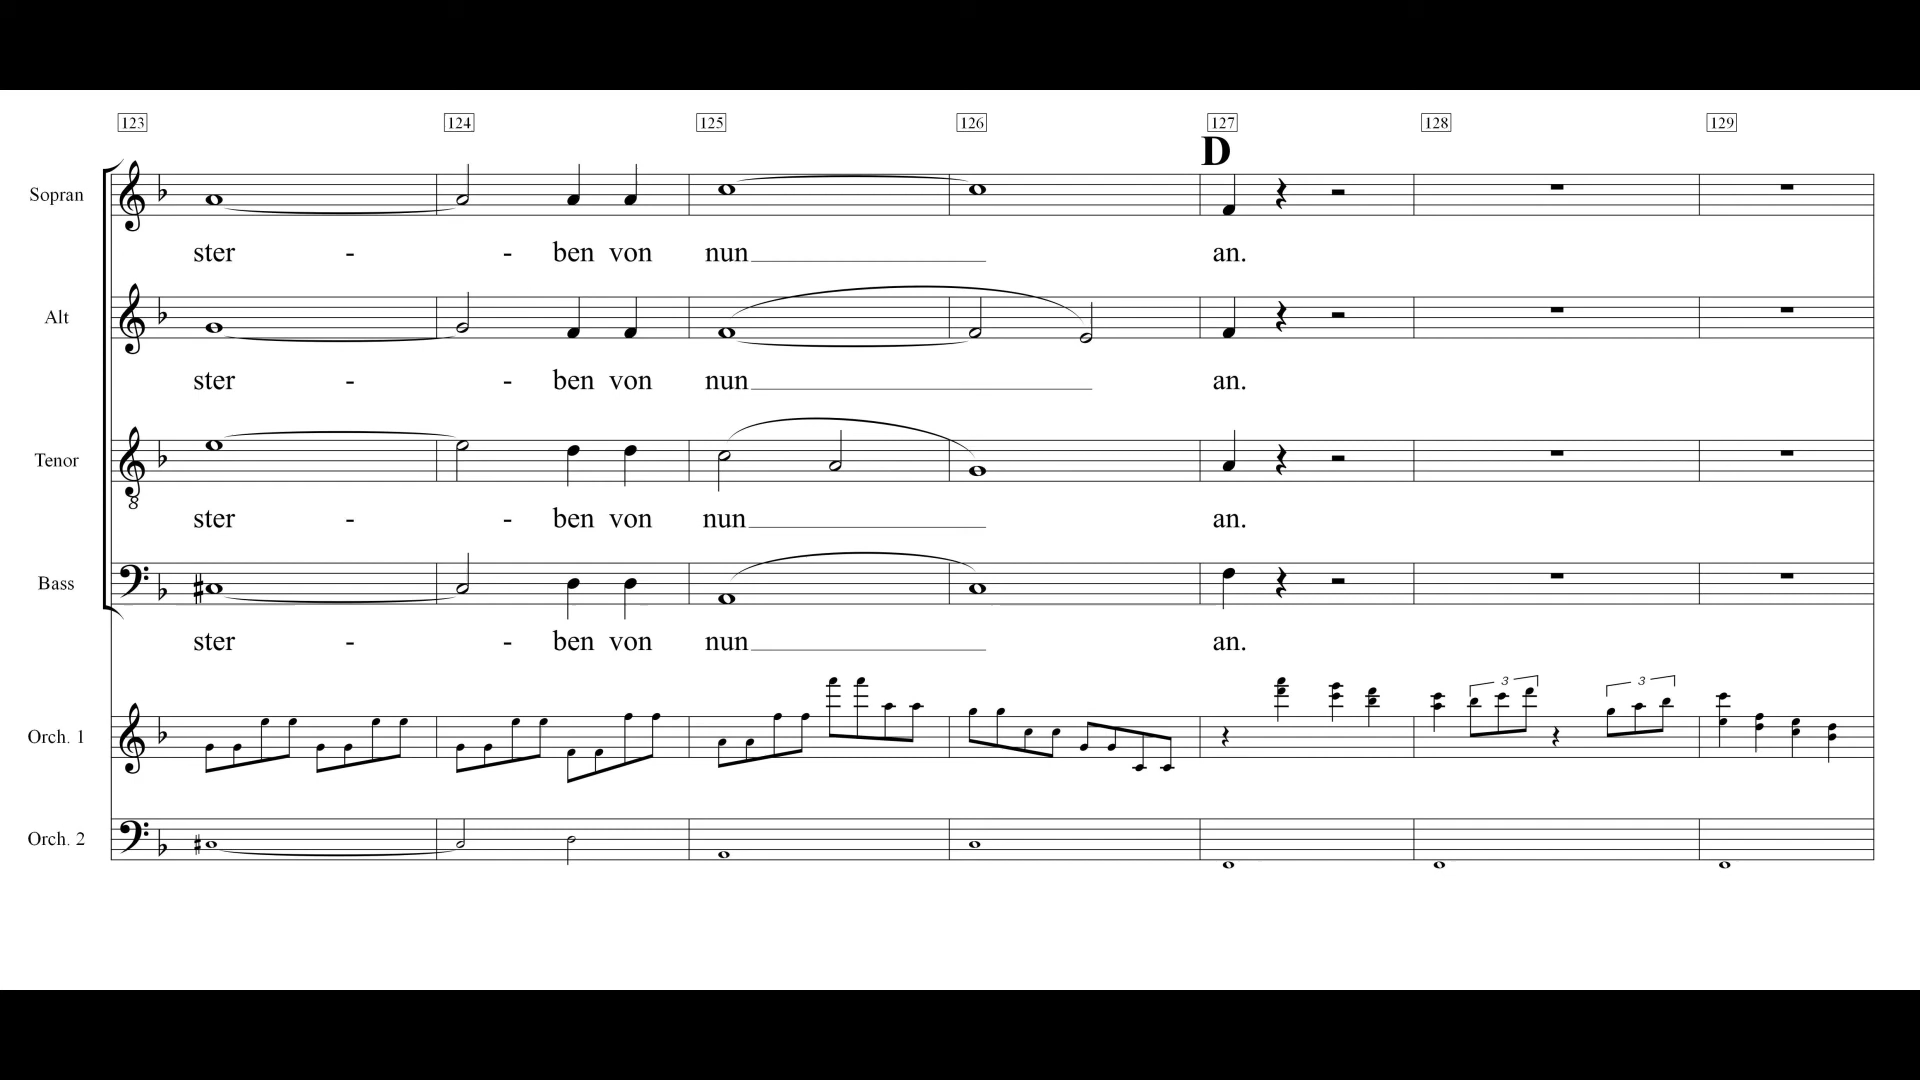 123 124 125 126 127 128 129
D
Sopran
ster - - ben von nun an.
Alt
ster - - ben von nun an.
Tenor
8
ster - - ben von nun an.
Bass
ster - - ben von nun an.
3 3
Orch. 1
Orch. 2